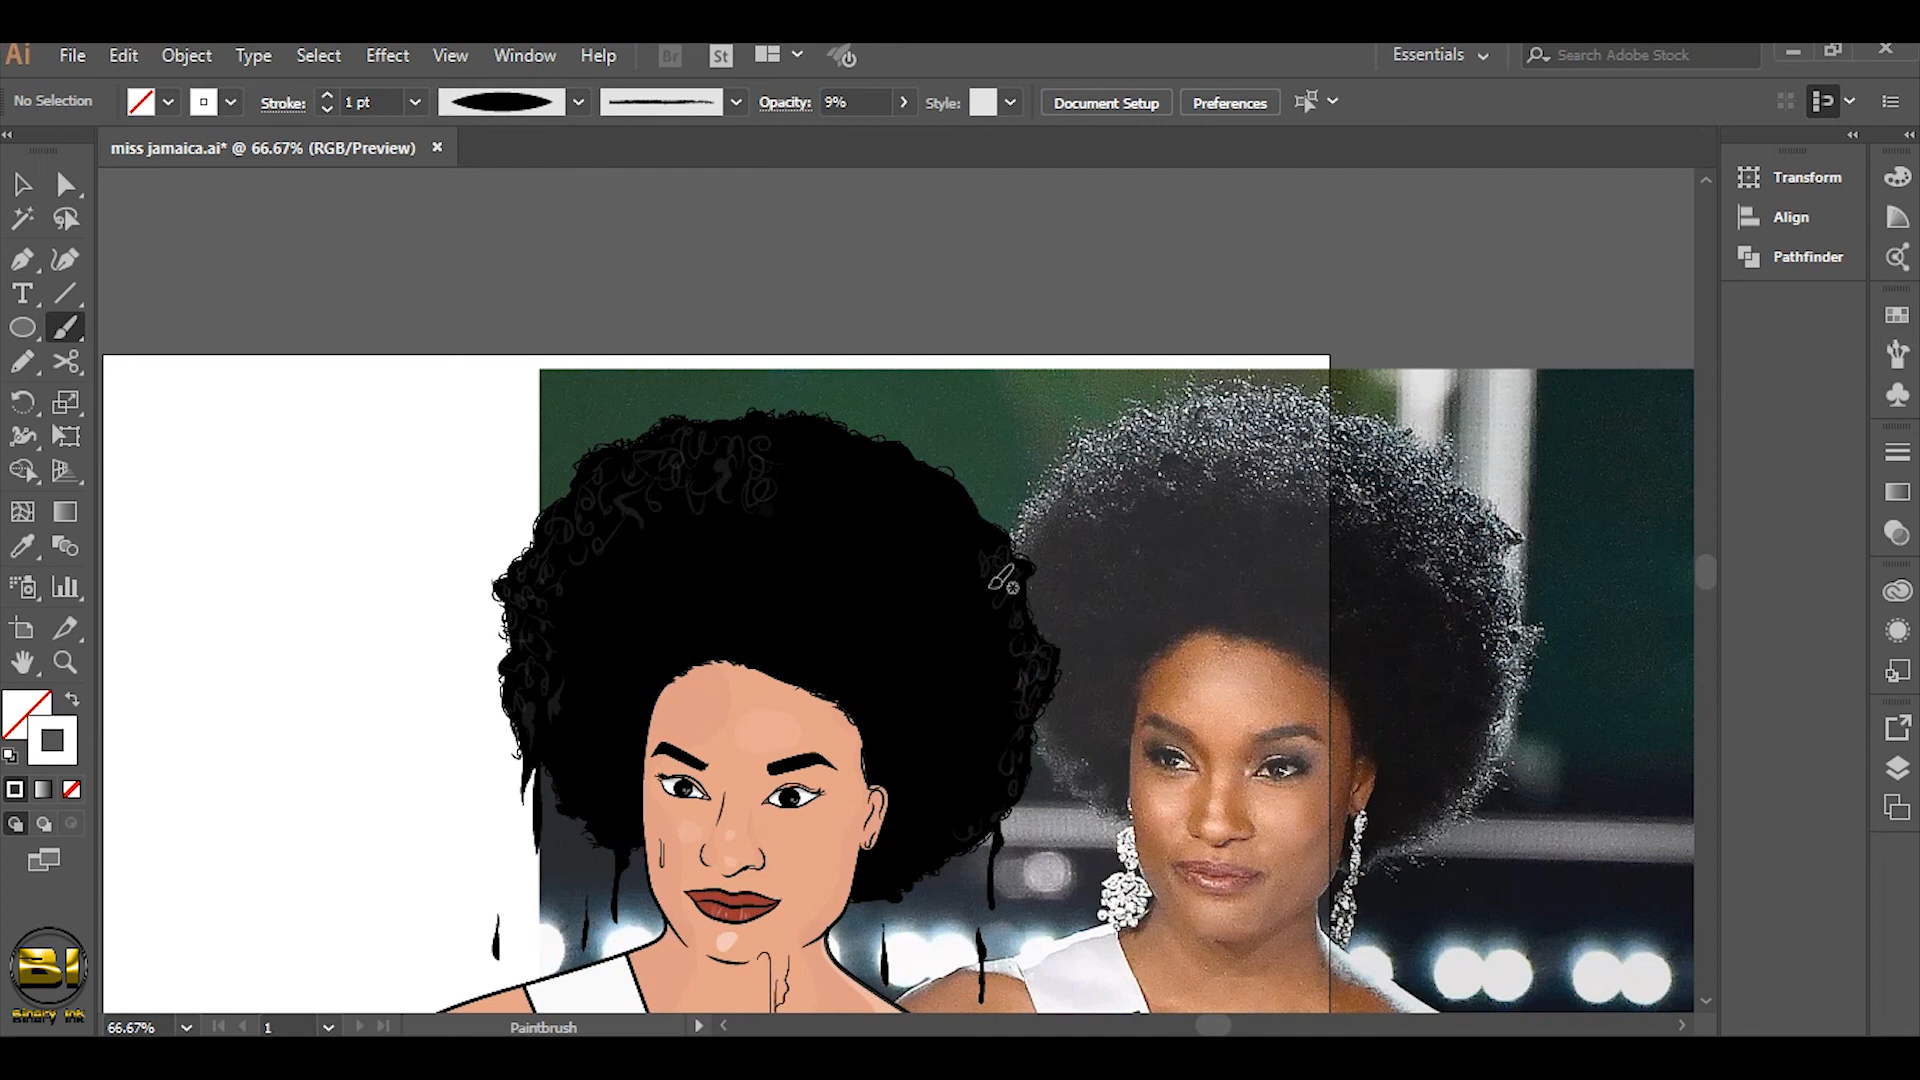 Ai File Edit Object Type Select Effect View Window Help Br St Essentials Search Adobe Stock
No Selection Stroke: 1 pt Opacity: 9% Style: Document Setup Preferences
miss jamaica.ai* @ 66.67% (RGB/Preview)
Transform
Align
Pathfinder
T
BI
Binary Ink
66.67% 1 Paintbrush